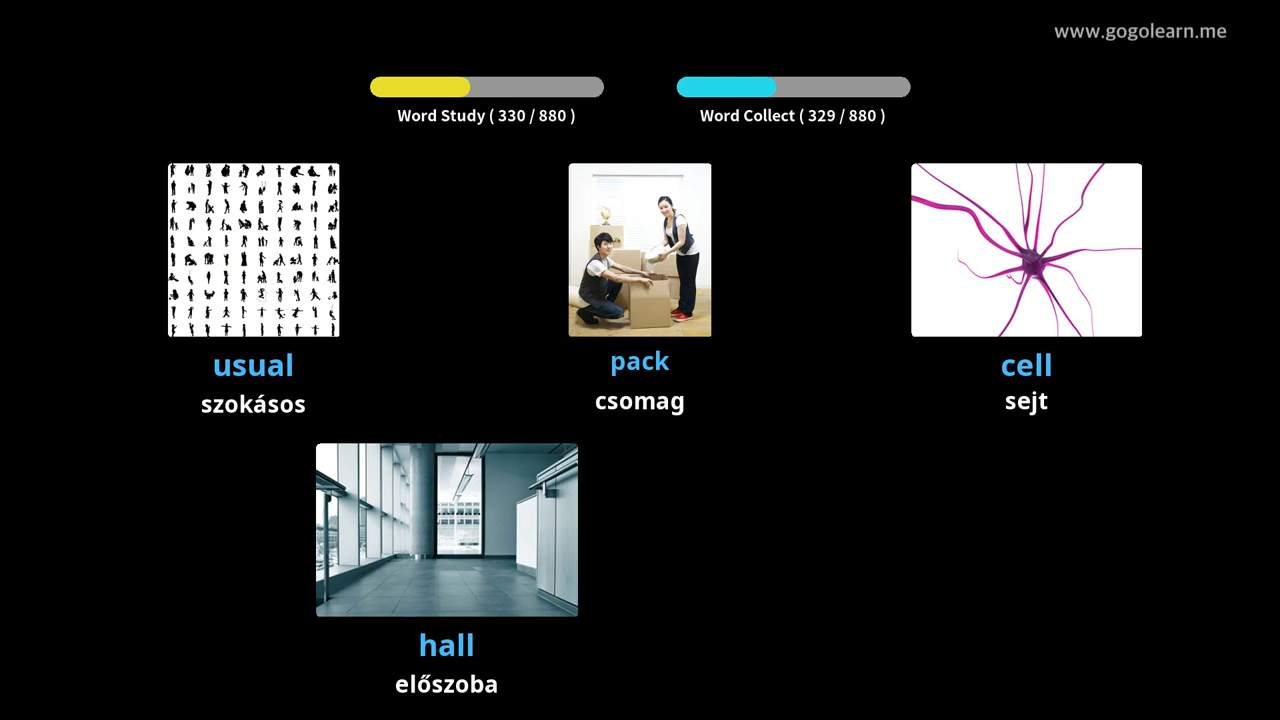 www.gogolearn.me
Word Study ( 330 / 880 )
Word Collect ( 329 / 880 )
usual
szokásos
pack
csomag
cell
sejt
hall
előszoba